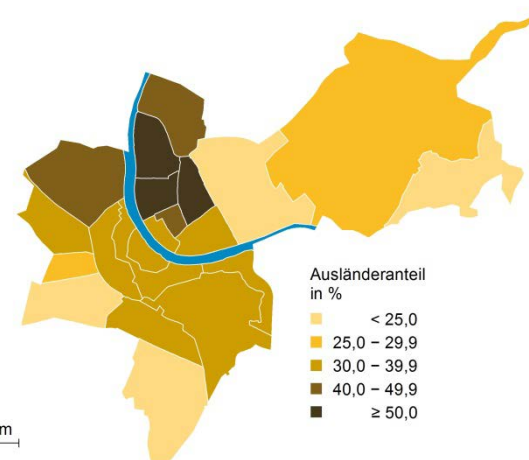 Ausländeranteil
in %
< 25,0
25,0 – 29,9
30,0 – 39,9
40,0 – 49,9
≥ 50,0
m